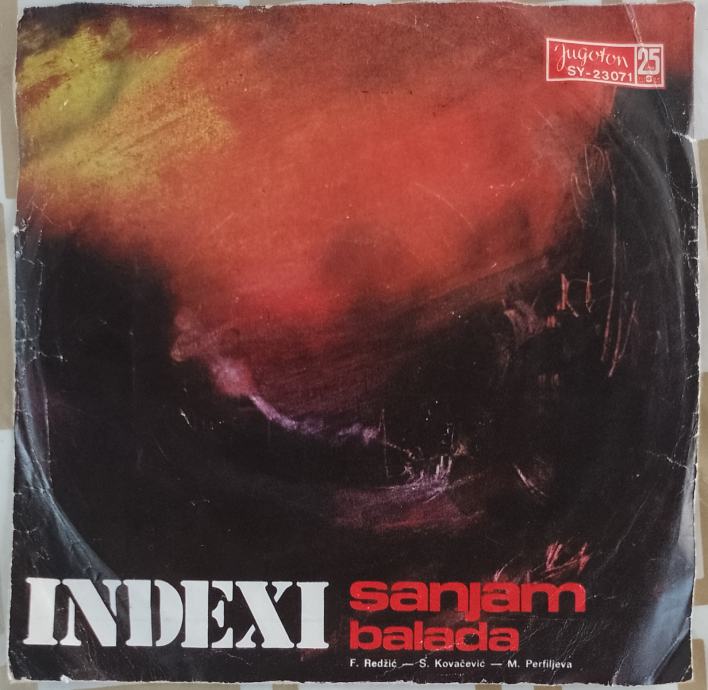 Jugoton
25
SY-23071
INDEXI
sanjam
balada
F. Redžić — S. Kovačević — M. Perfiljeva